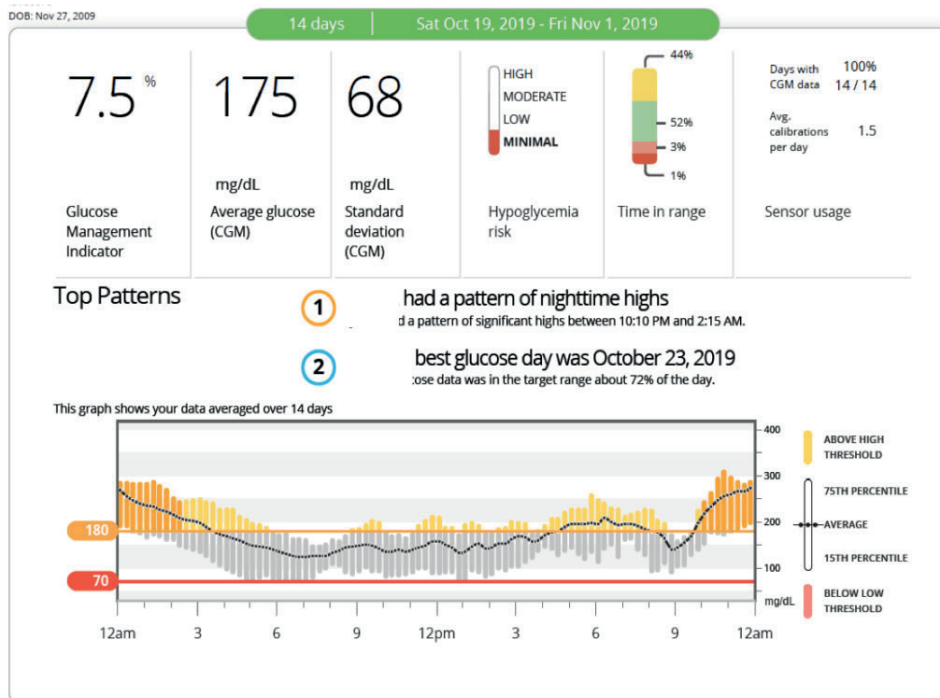 DOB: Nov 27, 2009
14 days Sat Oct 19, 2019 - Fri Nov 1, 2019
7.5 %
Glucose
Management
Indicator
175
mg/dL
Average glucose
(CGM)
68
mg/dL
Standard
deviation
(CGM)
HIGH
MODERATE
LOW
MINIMAL
Hypoglycemia
risk
44%
52%
3%
1%
Time in range
Days with
CGM data
100%
14 / 14
Avg.
calibrations
per day
1.5
Sensor usage
Top Patterns
1
had a pattern of nighttime highs
d a pattern of significant highs between 10:10 PM and 2:15 AM.
2
best glucose day was October 23, 2019
ose data was in the target range about 72% of the day.
This graph shows your data averaged over 14 days
400
300
200
100
mg/dL
180
70
12am 3 6 9 12pm 3 6 9 12am
ABOVE HIGH
THRESHOLD
75TH PERCENTILE
AVERAGE
15TH PERCENTILE
BELOW LOW
THRESHOLD